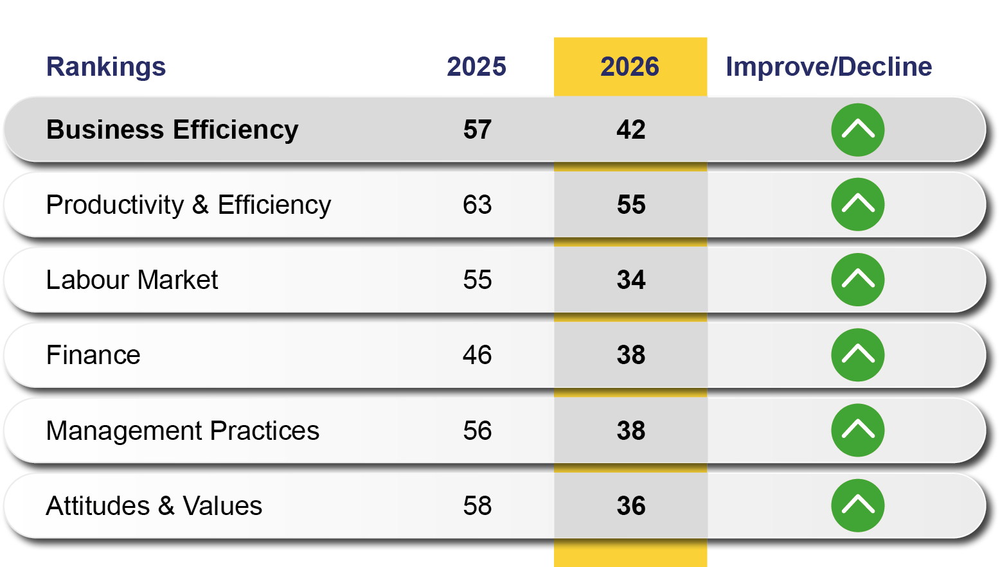 Rankings 2025 2026 Improve/Decline
Business Efficiency 57 42
Productivity & Efficiency 63 55
Labour Market 55 34
Finance 46 38
Management Practices 56 38
Attitudes & Values 58 36